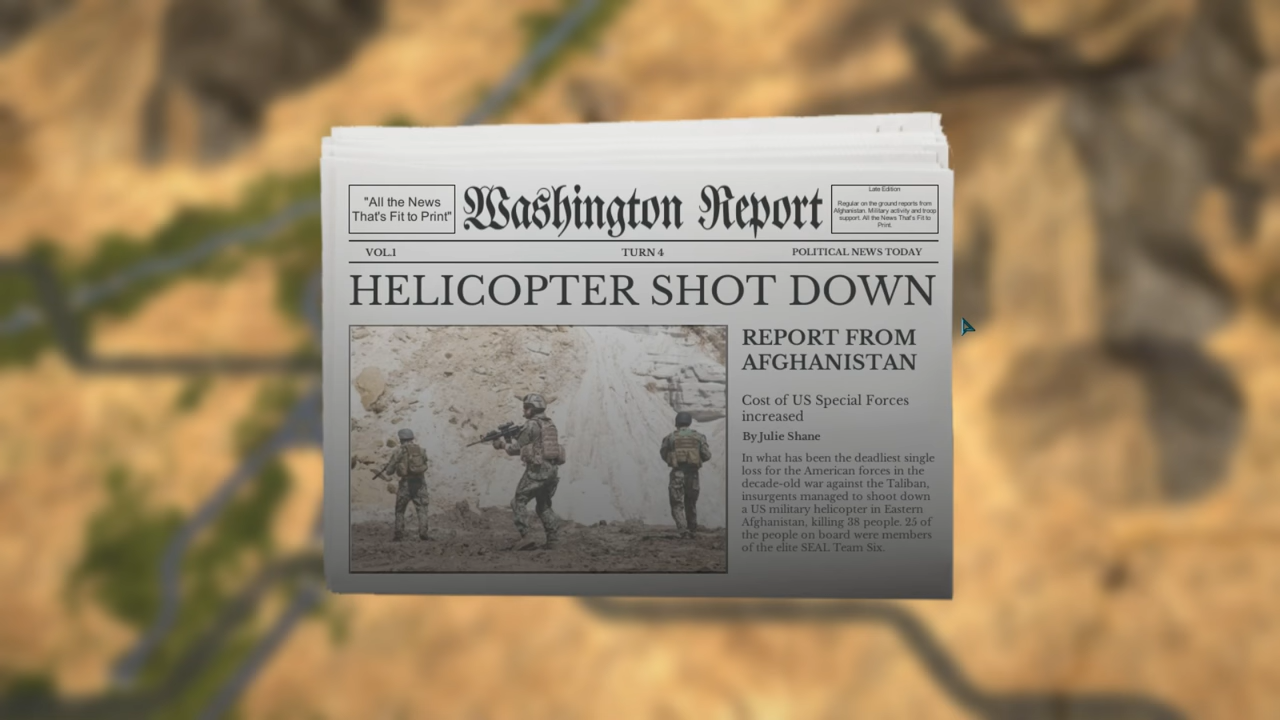 "All the News
That's Fit to Print"
Washington Report
Late Edition
Regular on the ground reports from
Afghanistan. Military activity and troop
support. All the News That's Fit to
Print.
VOL.1
TURN 4
POLITICAL NEWS TODAY
HELICOPTER SHOT DOWN
REPORT FROM
AFGHANISTAN
Cost of US Special Forces
increased
By Julie Shane
In what has been the deadliest single
loss for the American forces in the
decade-old war against the Taliban,
insurgents managed to shoot down
a US military helicopter in Eastern
Afghanistan, killing 38 people. 25 of
the people on board were members
of the elite SEAL Team Six.